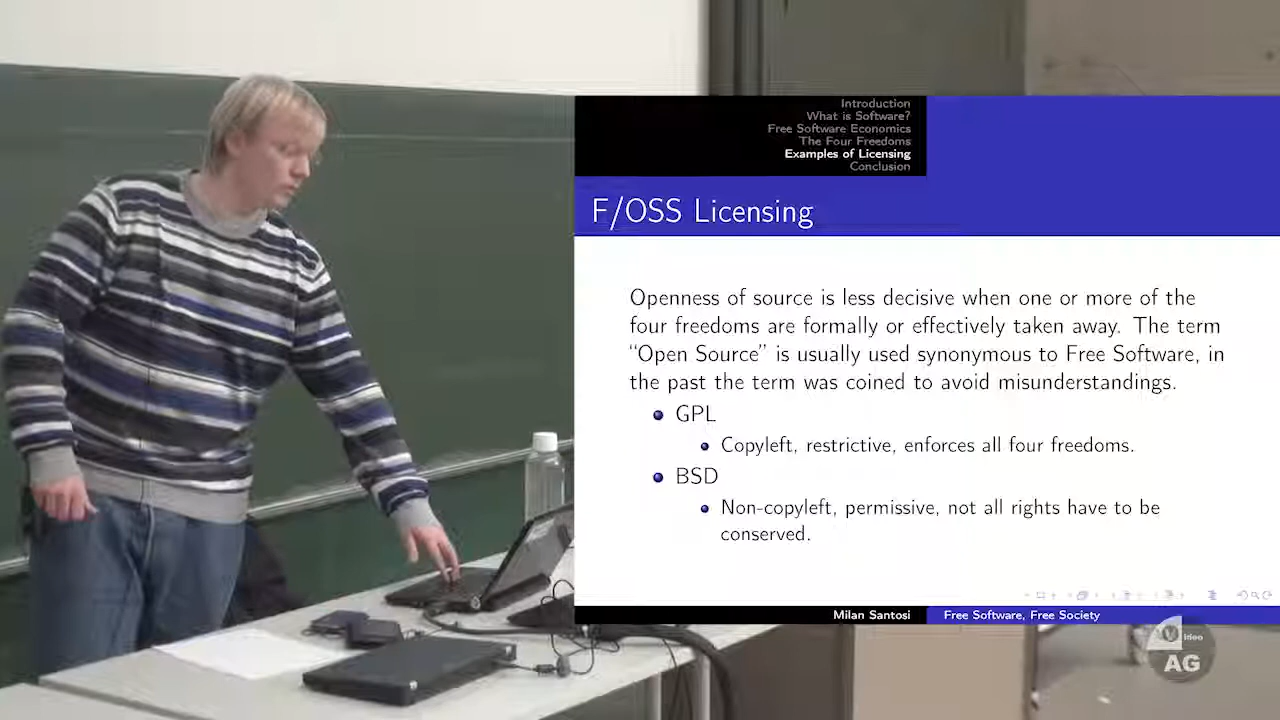 Introduction
What is Software?
Free Software Economics
The Four Freedoms
Examples of Licensing
Conclusion
F/OSS Licensing
Openness of source is less decisive when one or more of the
four freedoms are formally or effectively taken away. The term
“Open Source” is usually used synonymous to Free Software, in
the past the term was coined to avoid misunderstandings.
GPL
Copyleft, restrictive, enforces all four freedoms.
BSD
Non-copyleft, permissive, not all rights have to be
conserved.
Milan Santosi
Free Software, Free Society
Video
AG